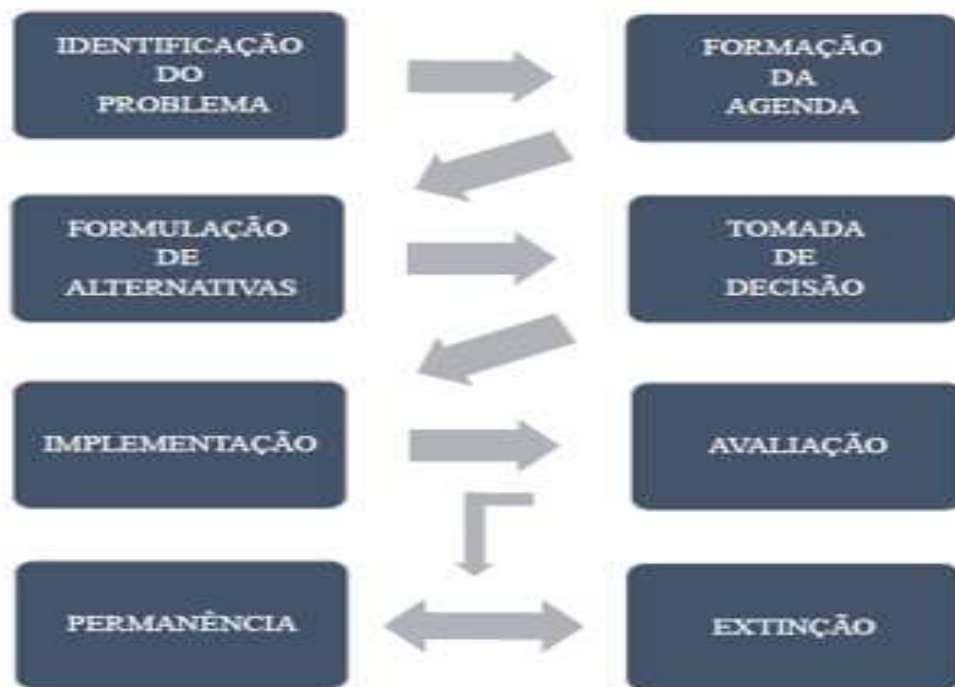 IDENTIFICAÇÃO
DO
PROBLEMA
FORMAÇÃO
DA
AGENDA
FORMULAÇÃO
DE
ALTERNATIVAS
TOMADA
DE
DECISÃO
IMPLEMENTAÇÃO
AVALIAÇÃO
PERMANÊNCIA
EXTINÇÃO